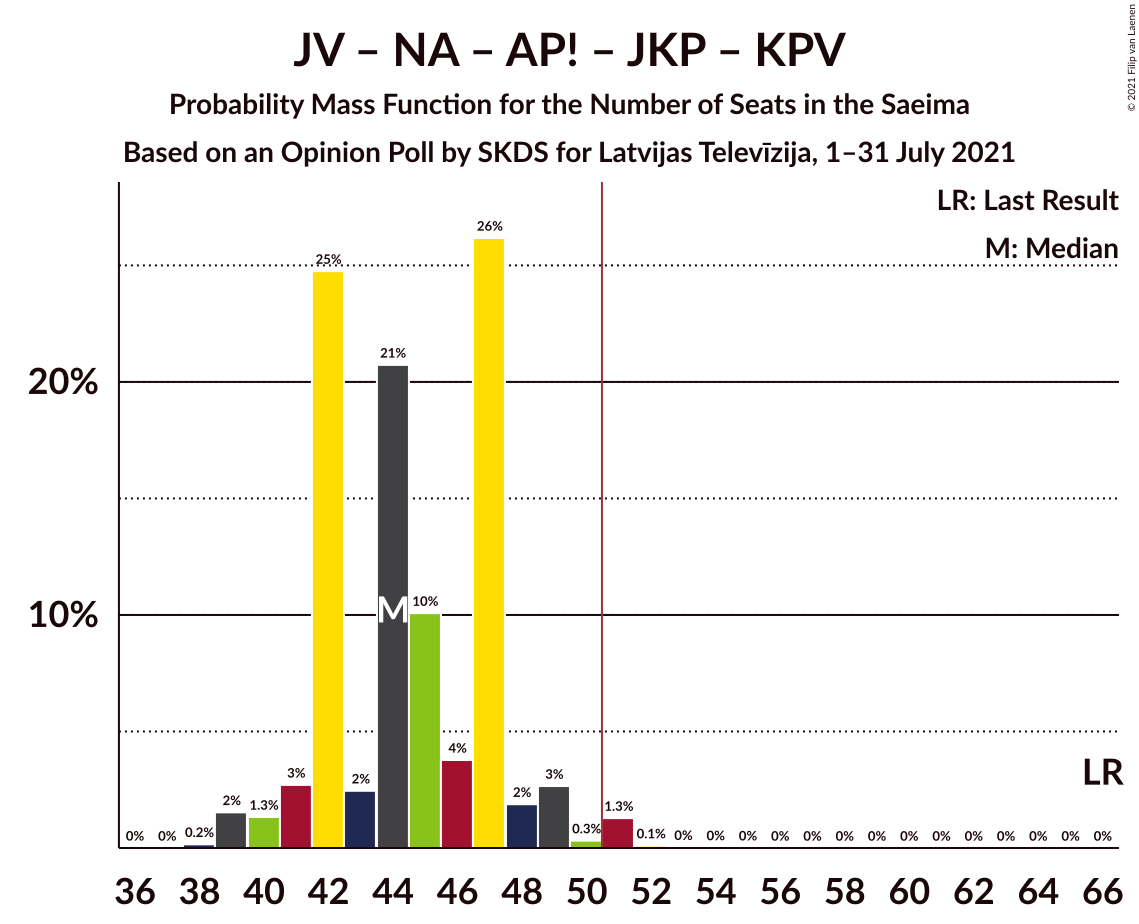 JV – NA – AP! – JKP – KPV
Probability Mass Function for the Number of Seats in the Saeima
Based on an Opinion Poll by SKDS for Latvijas Televīzija, 1–31 July 2021
© 2021 Filip van Laenen
LR: Last Result
M: Median
20%
10%
0% 0% 0.2% 2% 1.3% 3% 25% 2% 21% 10% 4% 26% 2% 3% 0.3% 1.3% 0.1% 0% 0% 0% 0% 0% 0% 0% 0% 0% 0% 0% 0% 0% 0%
M
LR
36 38 40 42 44 46 48 50 52 54 56 58 60 62 64 66